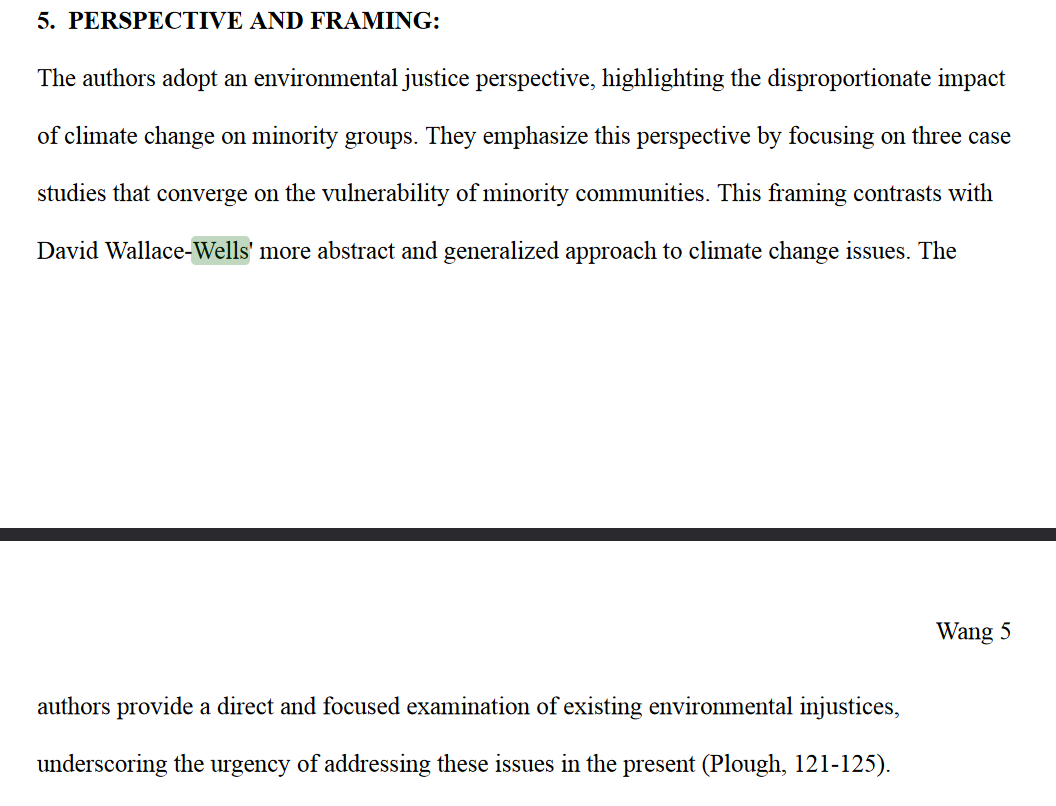 5. PERSPECTIVE AND FRAMING:
The authors adopt an environmental justice perspective, highlighting the disproportionate impact
of climate change on minority groups. They emphasize this perspective by focusing on three case
studies that converge on the vulnerability of minority communities. This framing contrasts with
David Wallace-Wells' more abstract and generalized approach to climate change issues. The
Wang 5
authors provide a direct and focused examination of existing environmental injustices,
underscoring the urgency of addressing these issues in the present (Plough, 121-125).